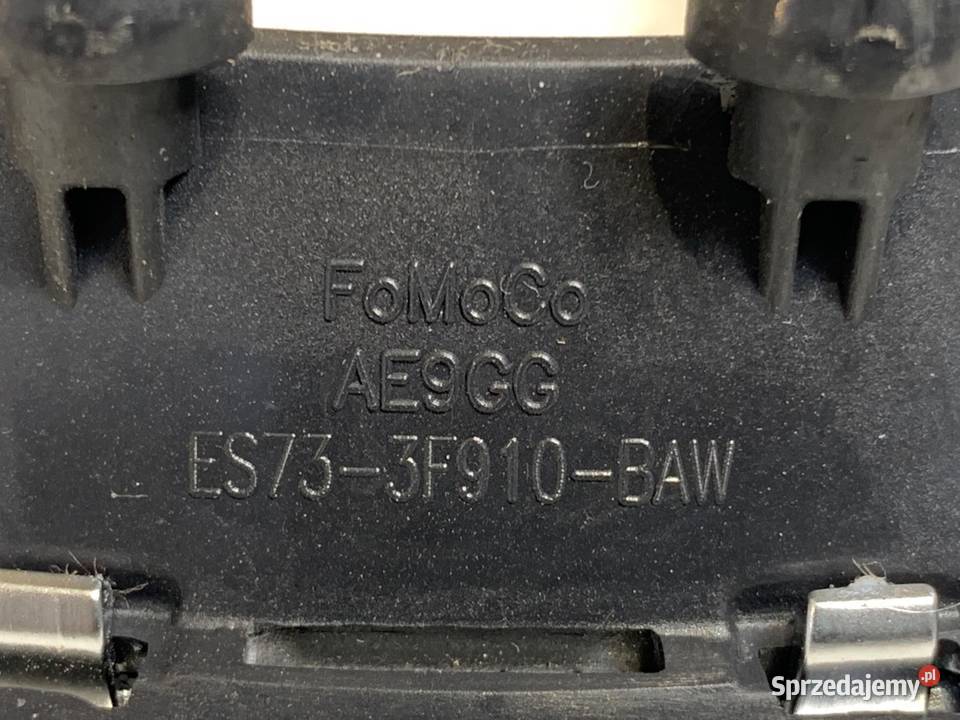 FoMoCo
AE9GG
ES73-3F910-BAW
Sprzedajemy.pl